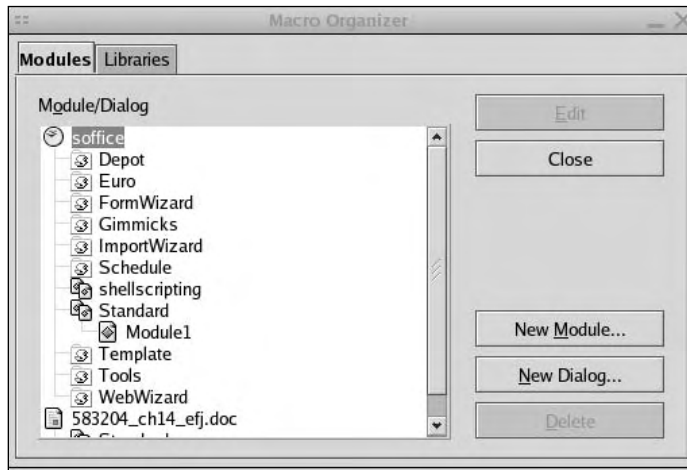 Macro Organizer
Modules Libraries
Module/Dialog
soffice
Depot
Euro
FormWizard
Gimmicks
ImportWizard
Schedule
shellscripting
Standard
Module1
Template
Tools
WebWizard
583204_ch14_efj.doc
Edit
Close
New Module...
New Dialog...
Delete